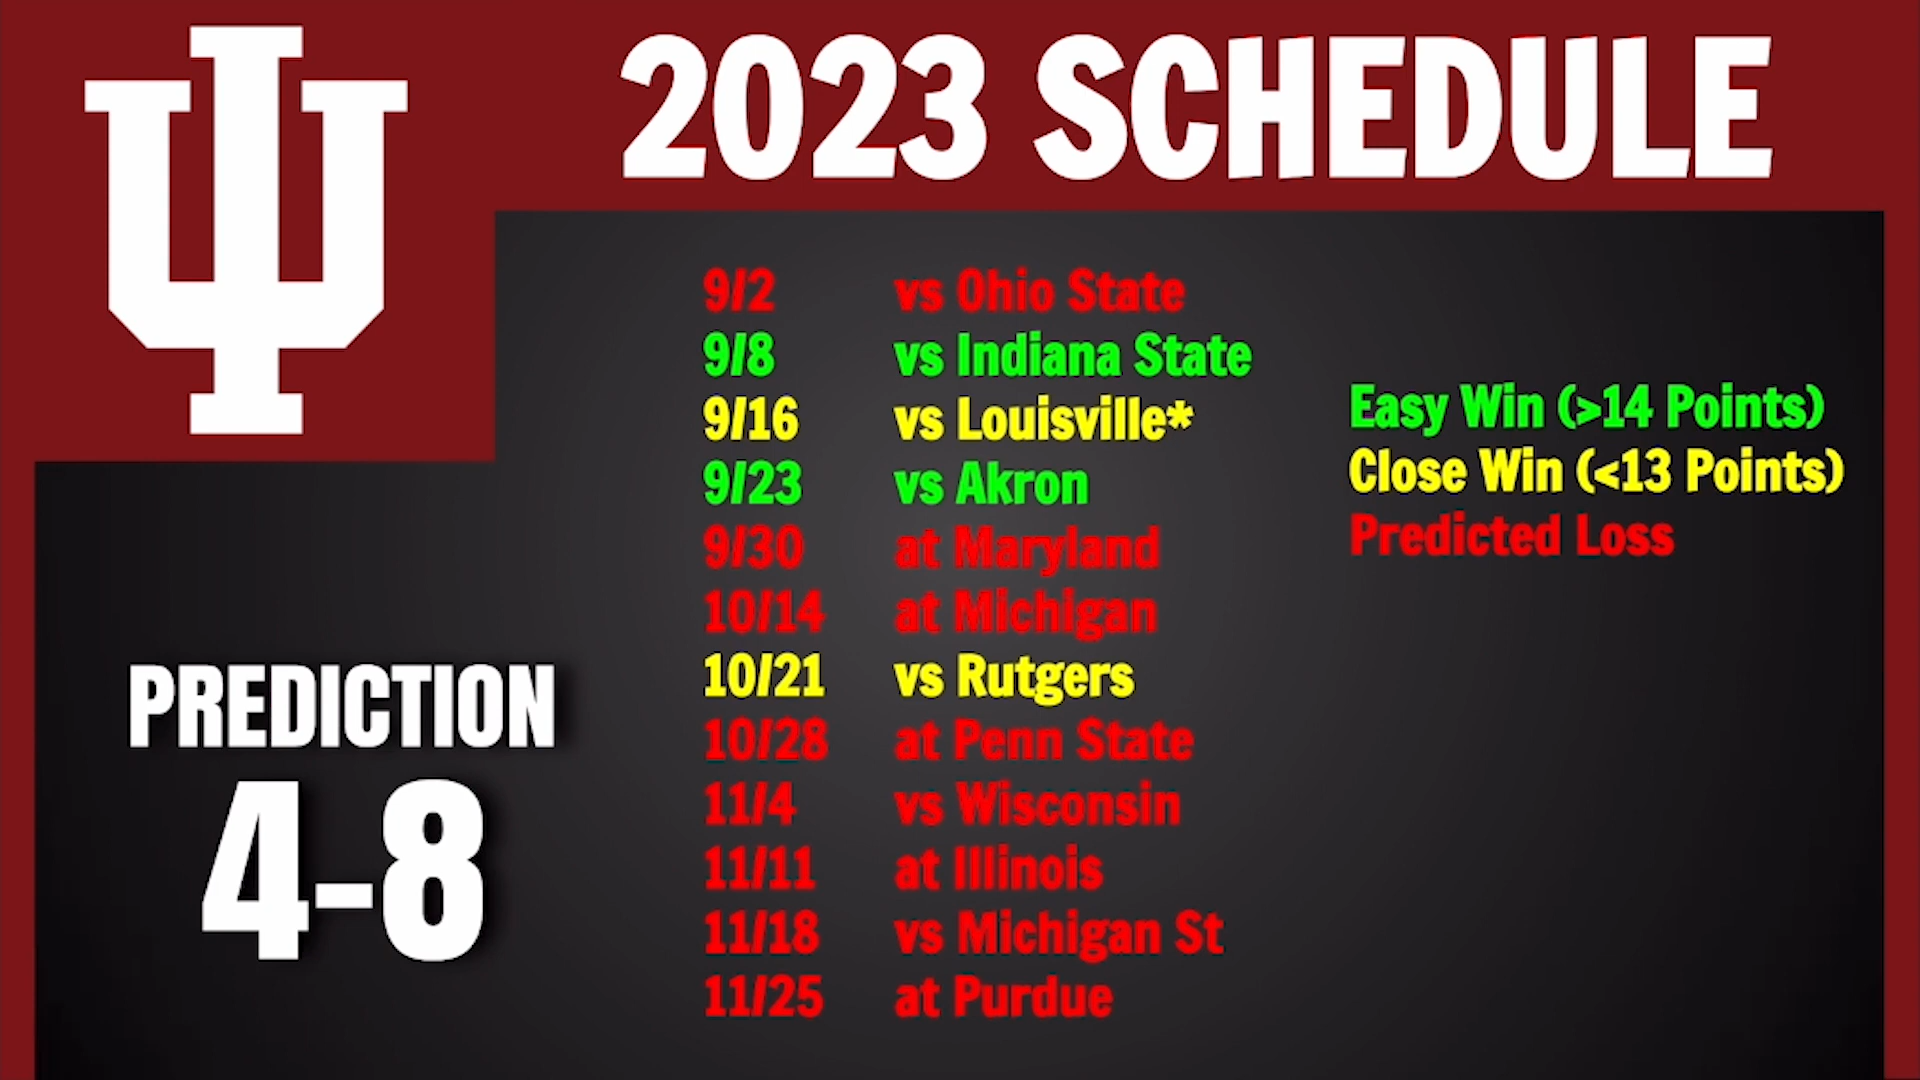 IU
2023 SCHEDULE
9/2 vs Ohio State
9/8 vs Indiana State
9/16 vs Louisville*
9/23 vs Akron
9/30 at Maryland
10/14 at Michigan
10/21 vs Rutgers
10/28 at Penn State
11/4 vs Wisconsin
11/11 at Illinois
11/18 vs Michigan St
11/25 at Purdue
Easy Win (>14 Points)
Close Win (<13 Points)
Predicted Loss
PREDICTION
4-8